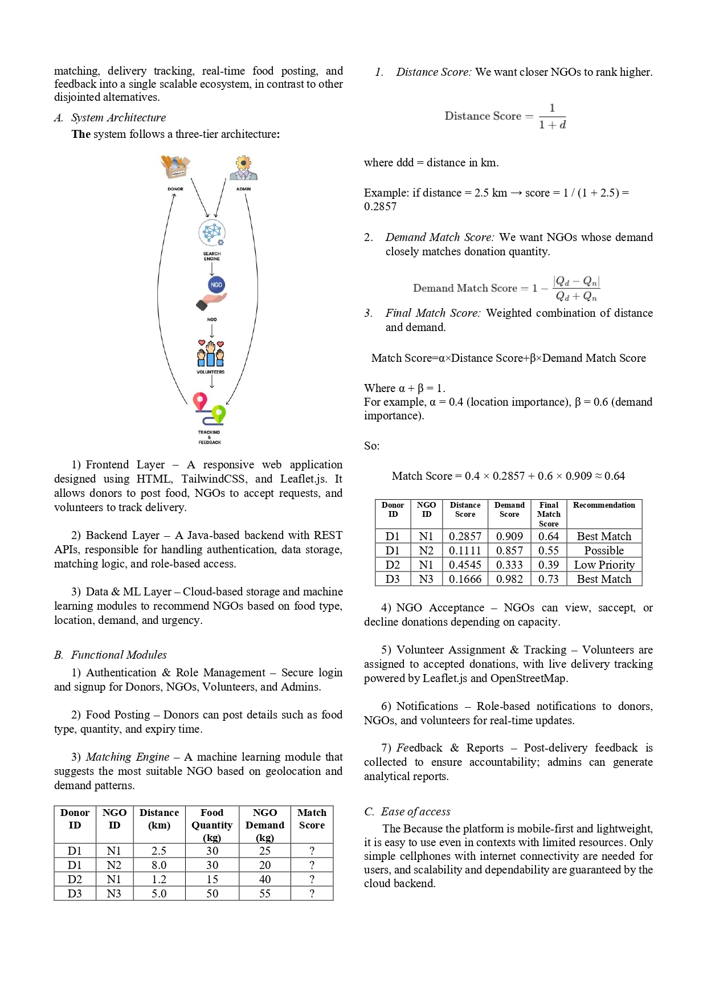 matching, delivery tracking, real-time food posting, and
feedback into a single scalable ecosystem, in contrast to other
disjointed alternatives.
A. System Architecture
The system follows a three-tier architecture:
DONOR
ADMIN
SEARCH
ENGINE
NGO
NGO
VOLUNTEERS
TRACKING
&
FEEDBACK
1) Frontend Layer – A responsive web application
designed using HTML, TailwindCSS, and Leaflet.js. It
allows donors to post food, NGOs to accept requests, and
volunteers to track delivery.
2) Backend Layer – A Java-based backend with REST
APIs, responsible for handling authentication, data storage,
matching logic, and role-based access.
3) Data & ML Layer – Cloud-based storage and machine
learning modules to recommend NGOs based on food type,
location, demand, and urgency.
B. Functional Modules
1) Authentication & Role Management – Secure login
and signup for Donors, NGOs, Volunteers, and Admins.
2) Food Posting – Donors can post details such as food
type, quantity, and expiry time.
3) Matching Engine – A machine learning module that
suggests the most suitable NGO based on geolocation and
demand patterns.
Donor ID | NGO ID | Distance (km) | Food Quantity (kg) | NGO Demand (kg) | Match Score
D1 | N1 | 2.5 | 30 | 25 | ?
D1 | N2 | 8.0 | 30 | 20 | ?
D2 | N1 | 1.2 | 15 | 40 | ?
D3 | N3 | 5.0 | 50 | 55 | ?
1. Distance Score: We want closer NGOs to rank higher.
Distance Score = 1 / (1 + d)
where ddd = distance in km.
Example: if distance = 2.5 km → score = 1 / (1 + 2.5) =
0.2857
2. Demand Match Score: We want NGOs whose demand
closely matches donation quantity.
Demand Match Score = 1 − |Q_d − Q_n| / (Q_d + Q_n)
3. Final Match Score: Weighted combination of distance
and demand.
Match Score=α×Distance Score+β×Demand Match Score
Where α + β = 1.
For example, α = 0.4 (location importance), β = 0.6 (demand
importance).
So:
Match Score = 0.4 × 0.2857 + 0.6 × 0.909 ≈ 0.64
Donor ID | NGO ID | Distance Score | Demand Score | Final Match Score | Recommendation
D1 | N1 | 0.2857 | 0.909 | 0.64 | Best Match
D1 | N2 | 0.1111 | 0.857 | 0.55 | Possible
D2 | N1 | 0.4545 | 0.333 | 0.39 | Low Priority
D3 | N3 | 0.1666 | 0.982 | 0.73 | Best Match
4) NGO Acceptance – NGOs can view, saccept, or
decline donations depending on capacity.
5) Volunteer Assignment & Tracking – Volunteers are
assigned to accepted donations, with live delivery tracking
powered by Leaflet.js and OpenStreetMap.
6) Notifications – Role-based notifications to donors,
NGOs, and volunteers for real-time updates.
7) Feedback & Reports – Post-delivery feedback is
collected to ensure accountability; admins can generate
analytical reports.
C. Ease of access
The Because the platform is mobile-first and lightweight,
it is easy to use even in contexts with limited resources. Only
simple cellphones with internet connectivity are needed for
users, and scalability and dependability are guaranteed by the
cloud backend.